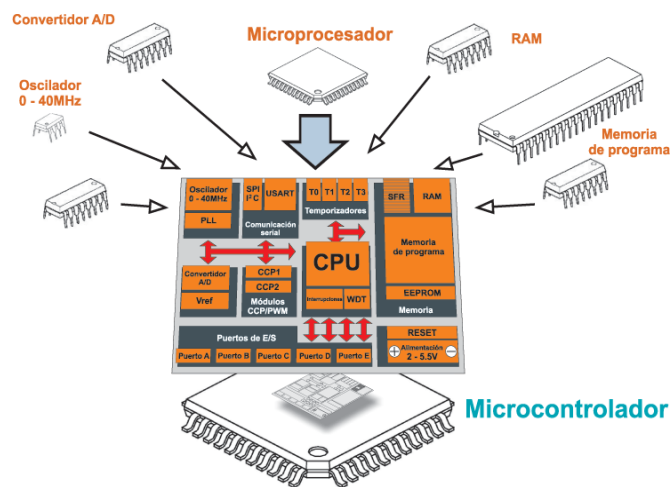 Convertidor A/D
Microprocesador
RAM
Oscilador
0 - 40MHz
Memoria
de programa
Oscilador
0 - 40MHz
PLL
SPI
I²C
USART
Comunicación
serial
T0
T1
T2
T3
Temporizadores
SFR
RAM
Memoria
de programa
EEPROM
Memoria
Convertidor
A/D
Vref
CCP1
CCP2
Módulos
CCP/PWM
CPU
Interrupciones
WDT
Puertos de E/S
Puerto A
Puerto B
Puerto C
Puerto D
Puerto E
RESET
+
Alimentación
2 - 5.5V
−
Microcontrolador